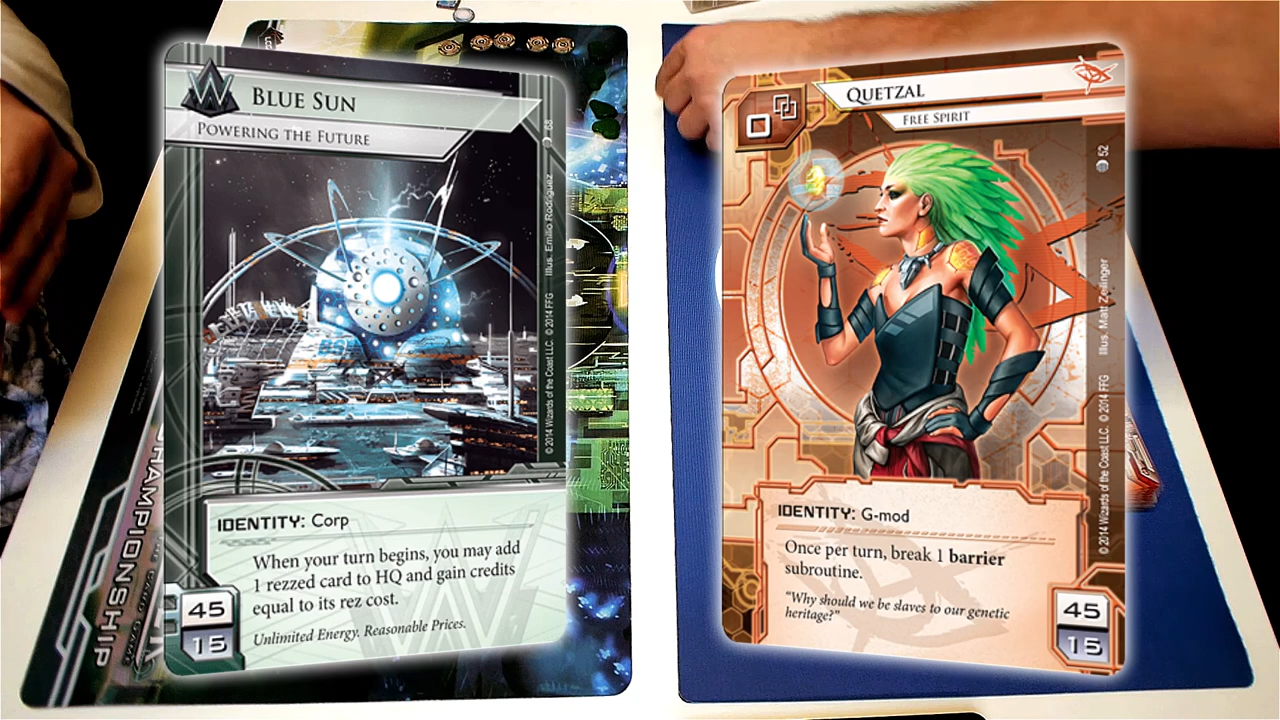 BLUE SUN
POWERING THE FUTURE
68
Illus. Emilio Rodriguez
© 2014 Wizards of the Coast LLC. © 2014 FFG
IDENTITY: Corp
When your turn begins, you may add
1 rezzed card to HQ and gain credits
equal to its rez cost.
Unlimited Energy. Reasonable Prices.
45
15
CHAMPIONSHIP
QUETZAL
FREE SPIRIT
52
Illus. Matt Zeilinger
© 2014 Wizards of the Coast LLC. © 2014 FFG
IDENTITY: G-mod
Once per turn, break 1 barrier
subroutine.
"Why should we be slaves to our genetic
heritage?"
45
15